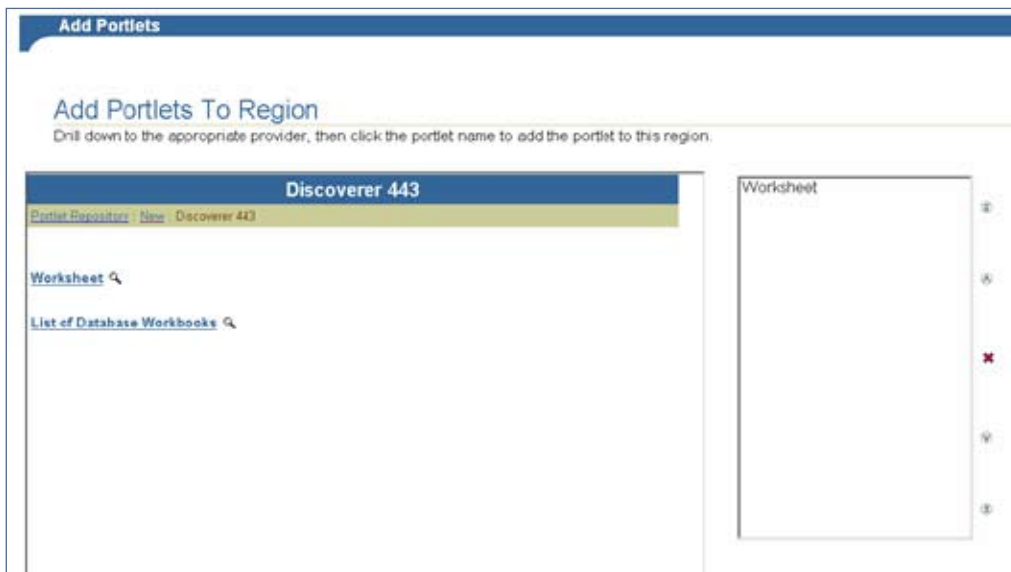 Add Portlets
Add Portlets To Region
Drill down to the appropriate provider, then click the portlet name to add the portlet to this region.
Discoverer 443
Portlet Repository : New : Discoverer 443
Worksheet
List of Database Workbooks
Worksheet